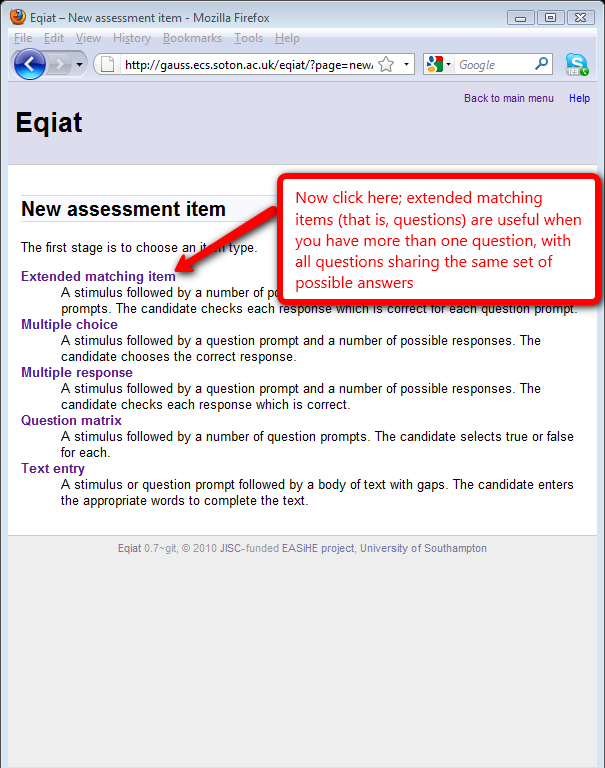 Eqiat – New assessment item - Mozilla Firefox
File Edit View History Bookmarks Tools Help
http://gauss.ecs.soton.ac.uk/eqiat/?page=new Google
Back to main menu Help
Eqiat
Now click here; extended matching
items (that is, questions) are useful when
you have more than one question, with
all questions sharing the same set of
possible answers
New assessment item
The first stage is to choose an item type.
Extended matching item
A stimulus followed by a number of
prompts. The candidate checks each response which is correct for each question prompt.
Multiple choice
A stimulus followed by a question prompt and a number of possible responses. The
candidate chooses the correct response.
Multiple response
A stimulus followed by a question prompt and a number of possible responses. The
candidate checks each response which is correct.
Question matrix
A stimulus followed by a number of question prompts. The candidate selects true or false
for each.
Text entry
A stimulus or question prompt followed by a body of text with gaps. The candidate enters
the appropriate words to complete the text.
Eqiat 0.7~git, © 2010 JISC-funded EASiHE project, University of Southampton